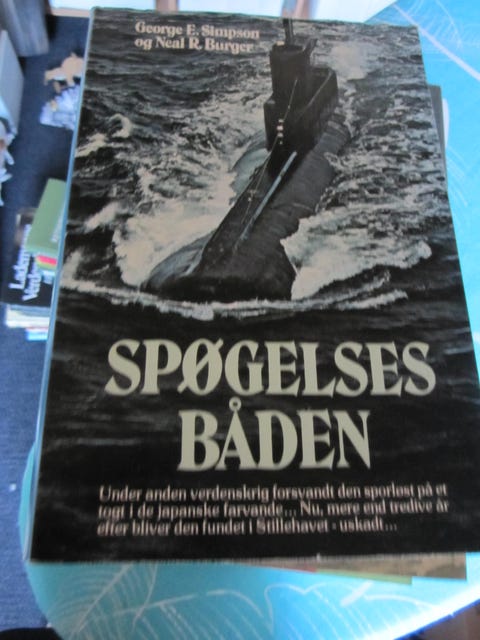 George E. Simpson
og Neal R. Burger
SPØGELSES
BÅDEN
Under anden verdenskrig forsvandt den sporløst på et
togt i de japanske farvande... Nu, mere end tredive år
efter bliver den fundet i Stillehavet - uskadt...